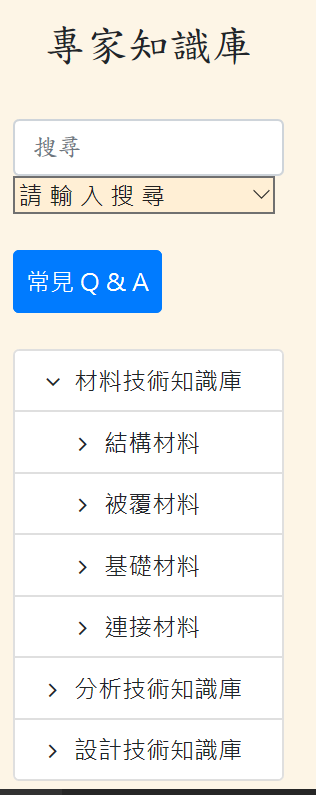 專家知識庫
搜尋
請輸入搜尋
常見 Q & A
材料技術知識庫
結構材料
被覆材料
基礎材料
連接材料
分析技術知識庫
設計技術知識庫